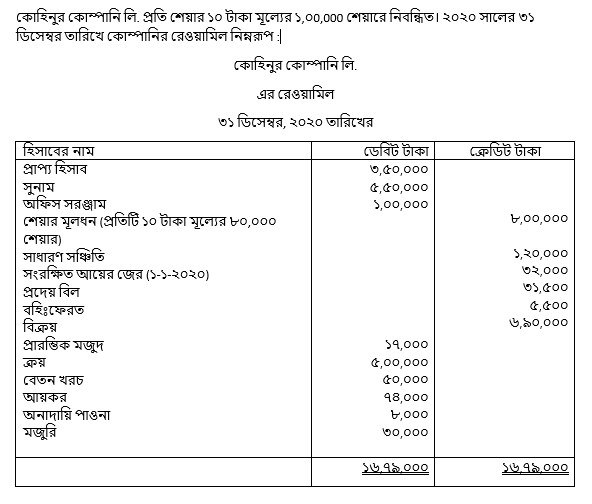 কোহিনুর কোম্পানি লি. প্রতি শেয়ার ১০ টাকা মূল্যের ১,০০,০০০ শেয়ারে নিবন্ধিত। ২০২০ সালের ৩১
ডিসেম্বর তারিখে কোম্পানির রেওয়ামিল নিম্নরূপ :
কোহিনুর কোম্পানি লি.
এর রেওয়ামিল
৩১ ডিসেম্বর, ২০২০ তারিখের
হিসাবের নাম ডেবিট টাকা ক্রেডিট টাকা
প্রাপ্য হিসাব ৩,৫০,০০০
সুনাম ৫,৫০,০০০
অফিস সরঞ্জাম ১,০০,০০০
শেয়ার মূলধন (প্রতিটি ১০ টাকা মূল্যের ৮০,০০০ ৮,০০,০০০
শেয়ার)
সাধারণ সঞ্চিতি ১,২০,০০০
সংরক্ষিত আয়ের জের (১-১-২০২০) ৩২,০০০
প্রদেয় বিল ৩১,৫০০
বহিঃফেরত ৫,৫০০
বিক্রয় ৬,৯০,০০০
প্রারম্ভিক মজুদ ১৭,০০০
ক্রয় ৫,০০,০০০
বেতন খরচ ৫০,০০০
আয়কর ৭৪,০০০
অনাদায়ি পাওনা ৮,০০০
মজুরি ৩০,০০০
১৬,৭৯,০০০ ১৬,৭৯,০০০